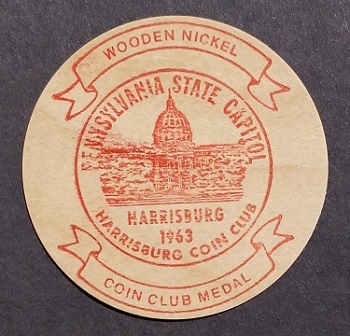 WOODEN NICKEL
PENNSYLVANIA STATE CAPITOL
HARRISBURG
1963
HARRISBURG COIN CLUB
COIN CLUB MEDAL